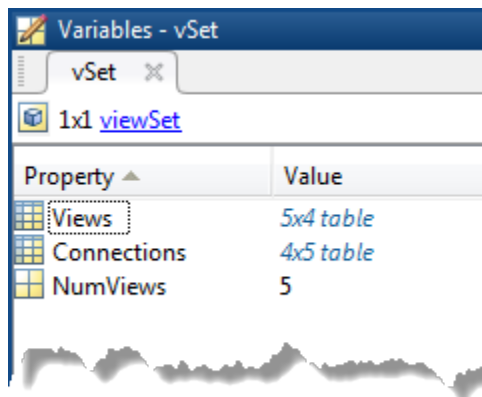 Variables - vSet
vSet
1x1 viewSet
Property Value
Views 5x4 table
Connections 4x5 table
NumViews 5